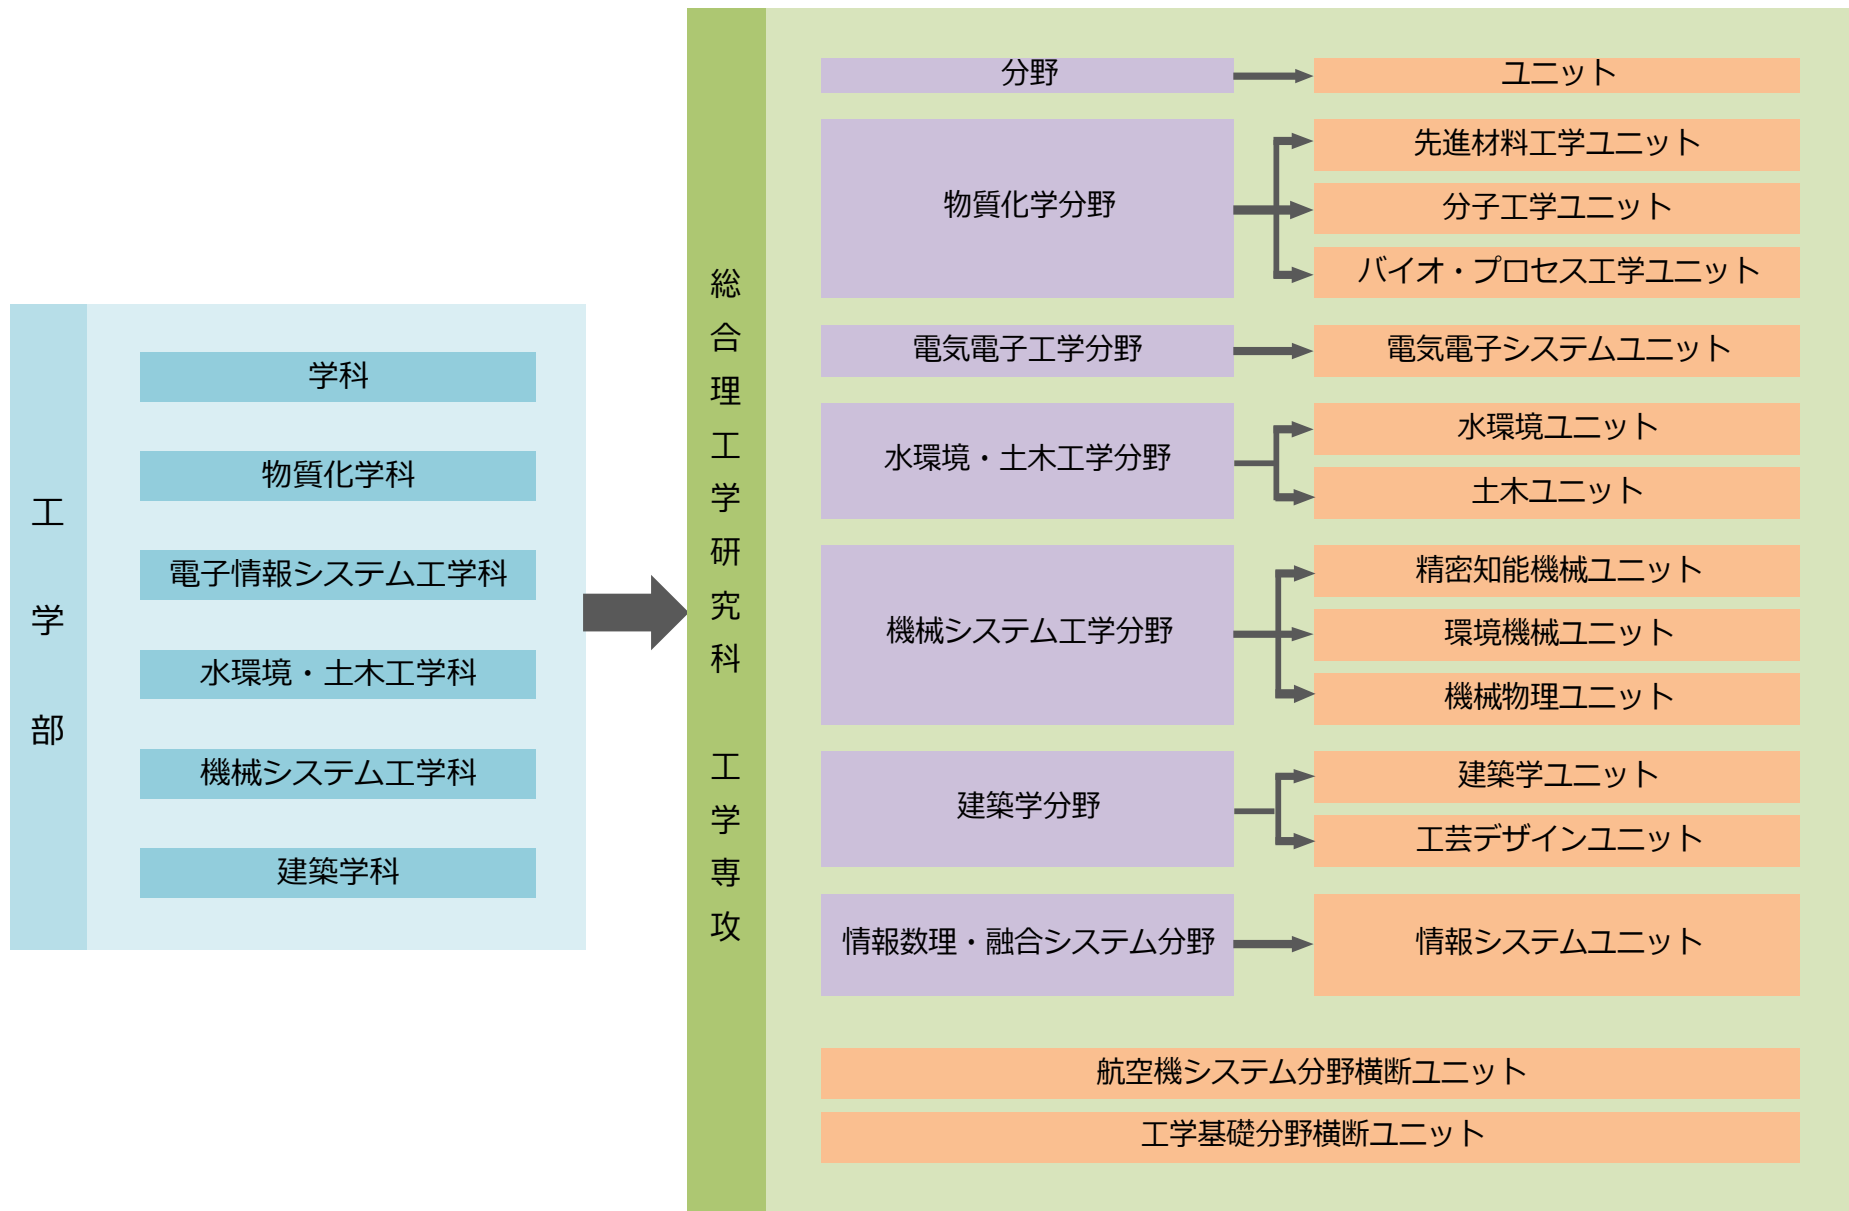 工学部
学科
物質化学科
電子情報システム工学科
水環境・土木工学科
機械システム工学科
建築学科
総合理工学研究科 工学専攻
分野
ユニット
物質化学分野
先進材料工学ユニット
分子工学ユニット
バイオ・プロセス工学ユニット
電気電子工学分野
電気電子システムユニット
水環境・土木工学分野
水環境ユニット
土木ユニット
機械システム工学分野
精密知能機械ユニット
環境機械ユニット
機械物理ユニット
建築学分野
建築学ユニット
工芸デザインユニット
情報数理・融合システム分野
情報システムユニット
航空機システム分野横断ユニット
工学基礎分野横断ユニット